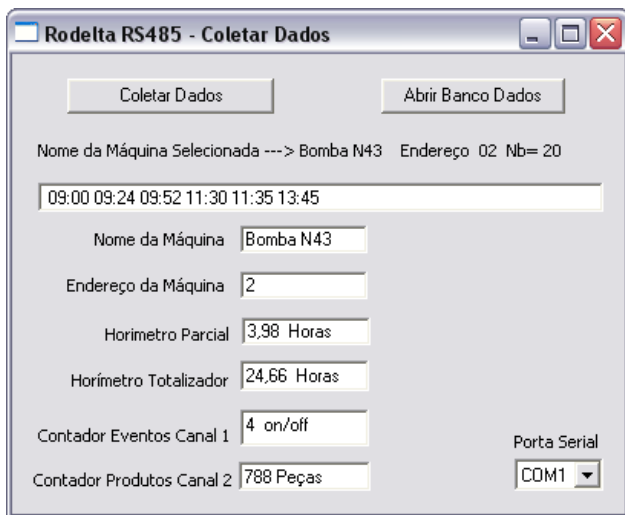 Rodelta RS485 - Coletar Dados
Coletar Dados Abrir Banco Dados
Nome da Máquina Selecionada ---> Bomba N43 Endereço 02 Nb= 20
09:00 09:24 09:52 11:30 11:35 13:45
Nome da Máquina Bomba N43
Endereço da Máquina 2
Horimetro Parcial 3,98 Horas
Horímetro Totalizador 24,66 Horas
Contador Eventos Canal 1 4 on/off
Porta Serial
Contador Produtos Canal 2 788 Peças COM1